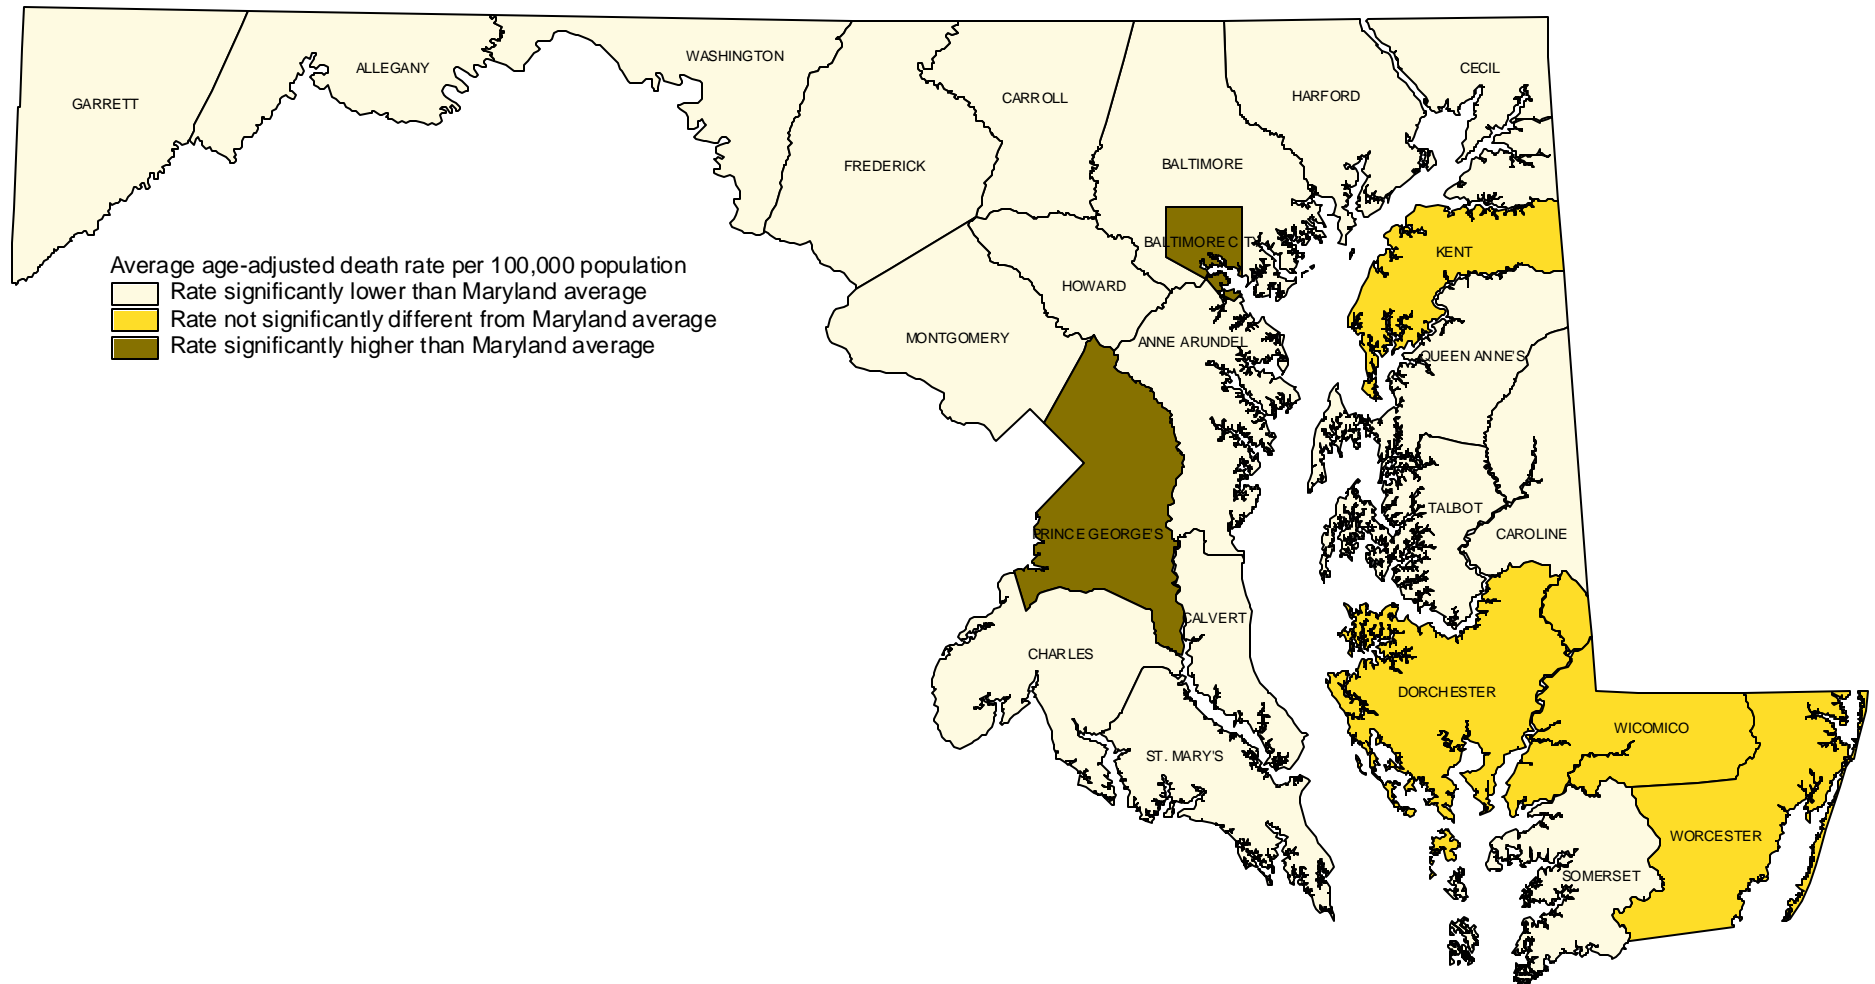 WASHINGTON
ALLEGANY
CECIL
GARRETT
CARROLL
HARFORD
FREDERICK
BALTIMORE
BALTIMORE CITY
KENT
Average age-adjusted death rate per 100,000 population
Rate significantly lower than Maryland average
Rate not significantly different from Maryland average
Rate significantly higher than Maryland average
HOWARD
MONTGOMERY
ANNE ARUNDEL
QUEEN ANNE'S
TALBOT
PRINCE GEORGE'S
CAROLINE
CALVERT
CHARLES
DORCHESTER
WICOMICO
ST. MARY'S
WORCESTER
SOMERSET